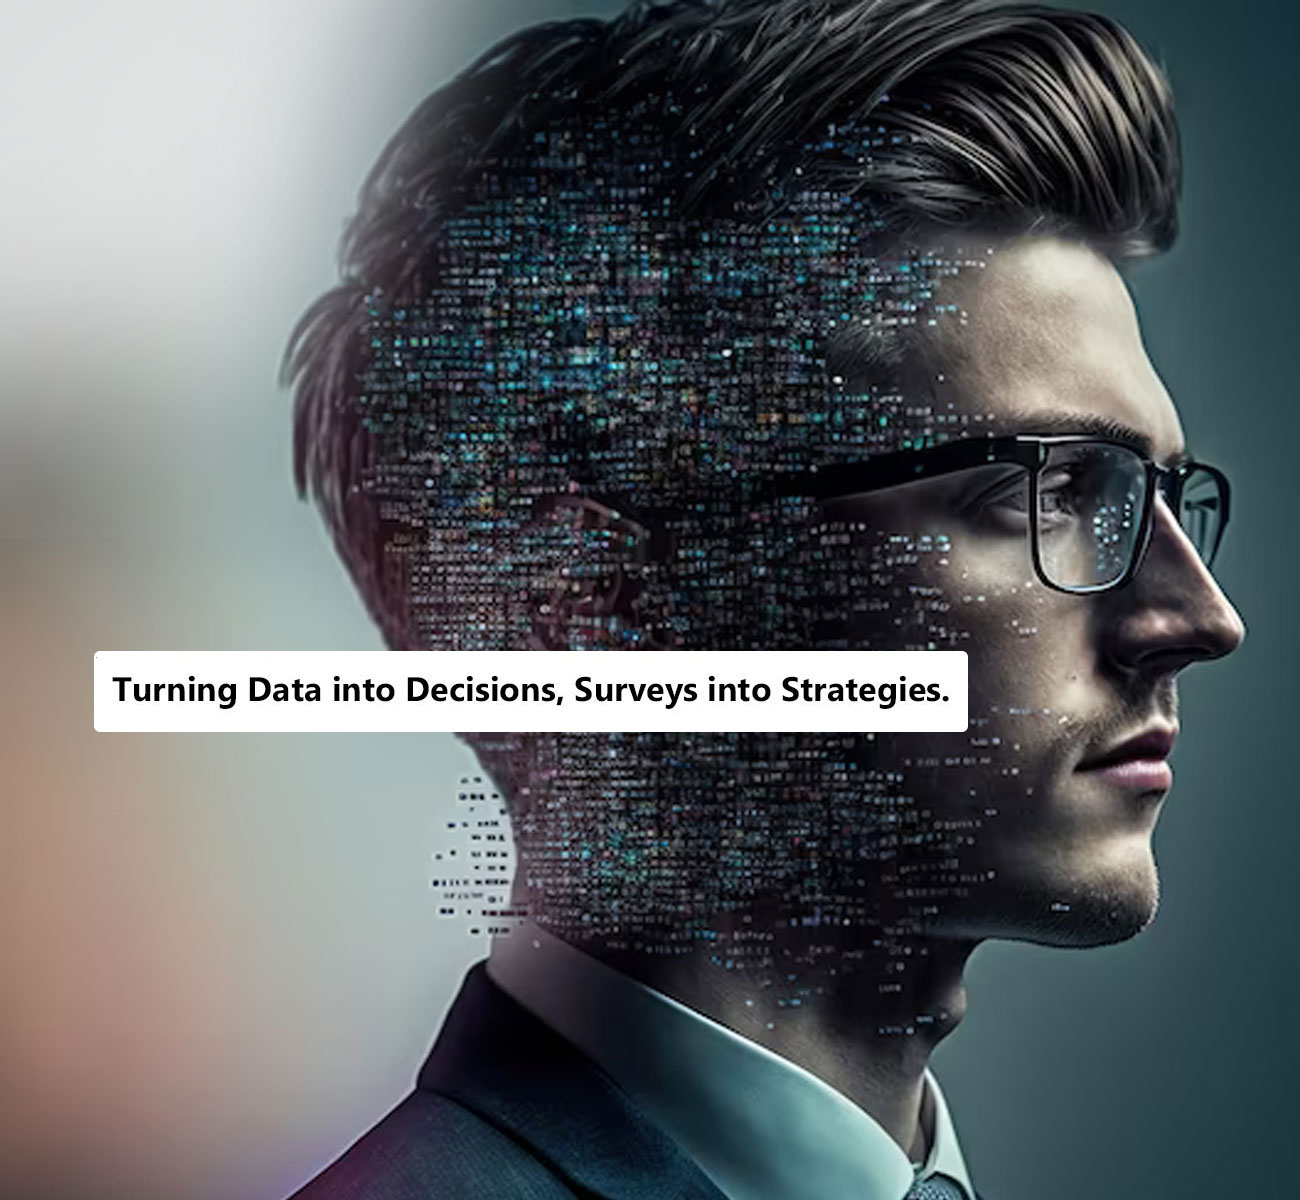 Turning Data into Decisions, Surveys into Strategies.